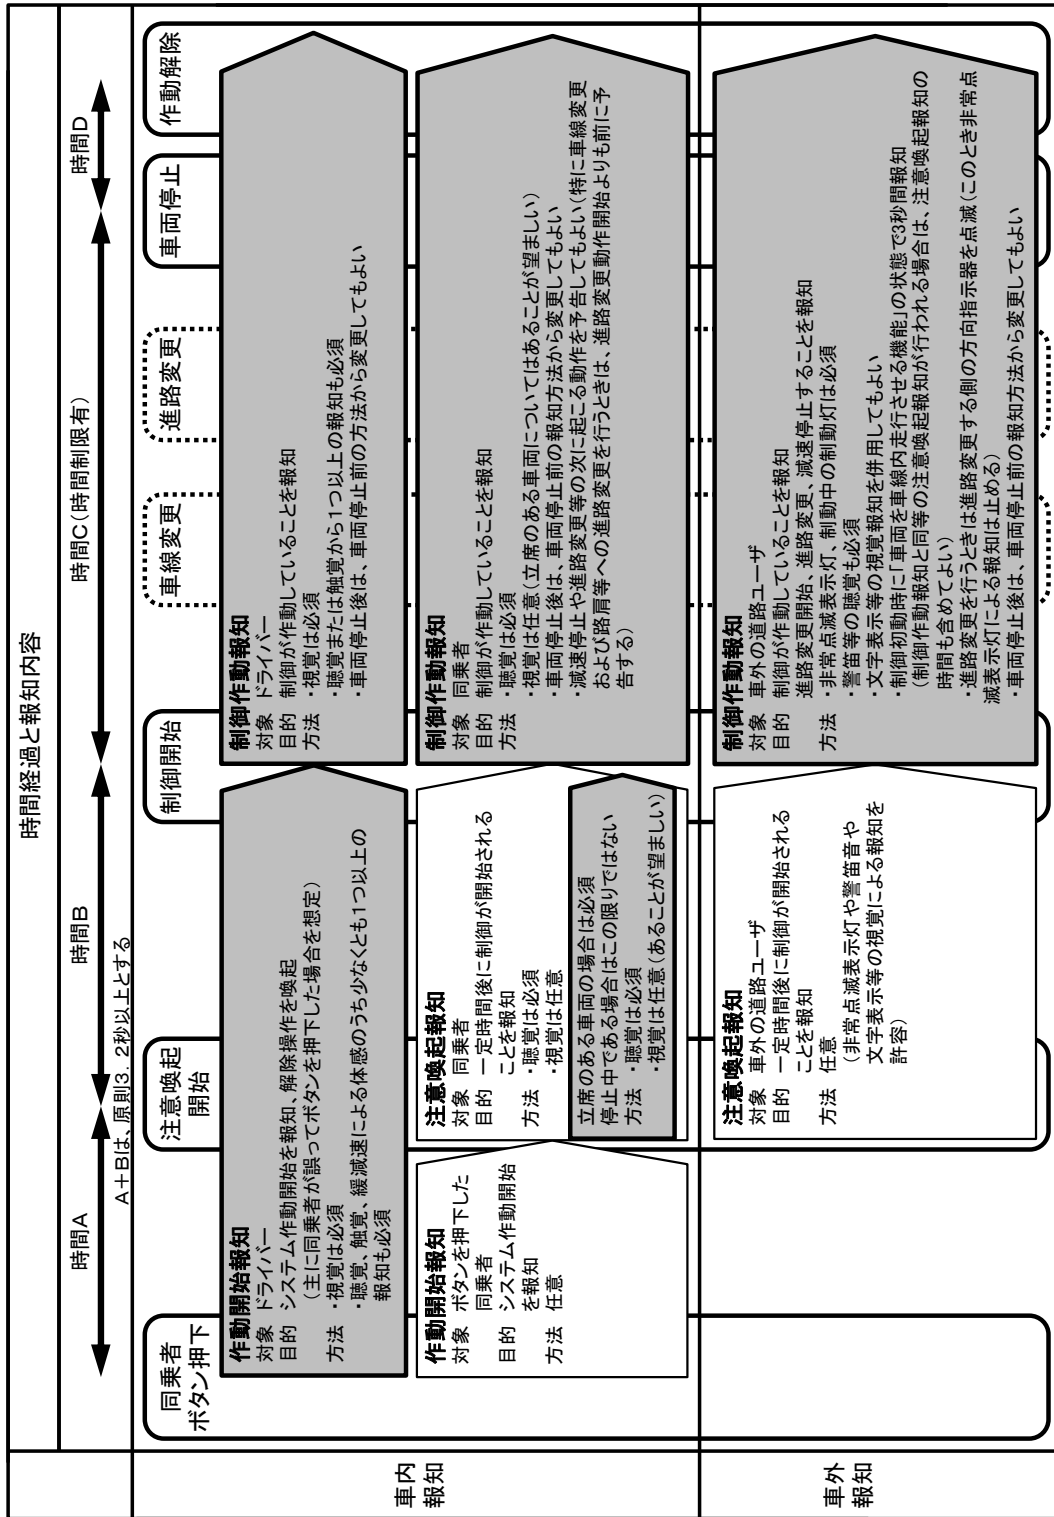 時間経過と報知内容
時間A
時間B
時間C(時間制限有)
時間D
A+Bは、原則3.2秒以上とする
同乗者
ボタン押下
注意喚起
開始
制御開始
車線変更
進路変更
車両停止
作動解除
車内
報知
作動開始報知
対象 ドライバー
目的 システム作動開始を報知、解除操作を喚起
(主に同乗者が誤ってボタンを押下した場合を想定)
方法 ・視覚は必須
・聴覚、触覚、緩減速による体感のうち少なくとも1つ以上の
報知も必須
制御作動報知
対象 ドライバー
目的 制御が作動していることを報知
方法 ・視覚は必須
・聴覚または触覚から1つ以上の報知も必須
・車両停止後は、車両停止前の方法から変更してもよい
作動開始報知
対象 ボタンを押下した
同乗者
目的 システム作動開始
を報知
方法 任意
注意喚起報知
対象 同乗者
目的 一定時間後に制御が開始される
ことを報知
方法 ・聴覚は必須
・視覚は任意
立席のある車両の場合は必須
停止中である場合はこの限りではない
方法 ・聴覚は必須
・視覚は任意(あることが望ましい)
制御作動報知
対象 同乗者
目的 制御が作動していることを報知
方法 ・聴覚は必須
・視覚は任意(立席のある車両についてはあることが望ましい)
・車両停止後は、車両停止前の報知方法から変更してもよい
・減速停止や進路変更等の次に起こる動作を予告してもよい(特に車線変更
および路肩等への進路変更を行うときは、進路変更動作開始よりも前に予
告する)
車外
報知
注意喚起報知
対象 車外の道路ユーザ
目的 一定時間後に制御が開始される
ことを報知
方法 任意
(非常点滅表示灯や警笛音や
文字表示等の視覚による報知を
許容)
制御作動報知
対象 車外の道路ユーザ
目的 制御が作動していることを報知
進路変更開始、進路変更、減速停止することを報知
方法 ・非常点滅表示灯、制動中の制動灯は必須
・警笛等の聴覚も必須
・文字表示等の視覚報知を併用してもよい
・制御初動時に「車両を車線内走行させる機能」の状態で3秒間報知
(制御作動報知と同等の注意喚起報知が行われる場合は、注意喚起報知の
時間も含めてよい)
・進路変更を行うときは進路変更する側の方向指示器を点滅(このとき非常点
滅表示灯による報知は止める)
・車両停止後は、車両停止前の報知方法から変更してもよい